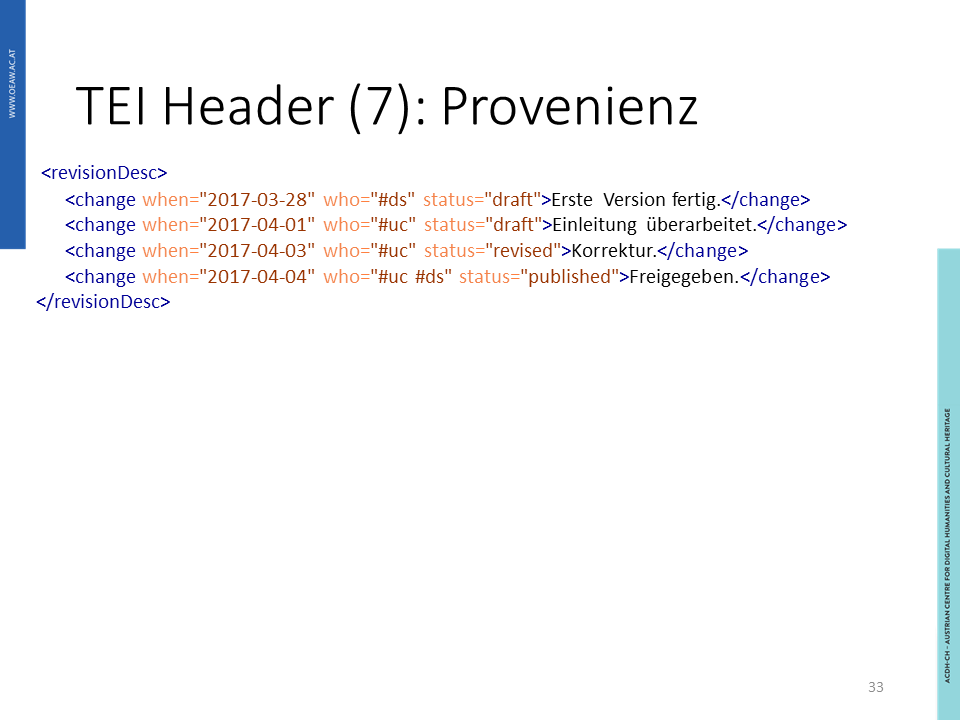 WWW.OEAW.AC.AT
TEI Header (7): Provenienz
<revisionDesc>
<change when="2017-03-28" who="#ds" status="draft">Erste Version fertig.</change>
<change when="2017-04-01" who="#uc" status="draft">Einleitung überarbeitet.</change>
<change when="2017-04-03" who="#uc" status="revised">Korrektur.</change>
<change when="2017-04-04" who="#uc #ds" status="published">Freigegeben.</change>
</revisionDesc>
ACDH-CH – AUSTRIAN CENTRE FOR DIGITAL HUMANITIES AND CULTURAL HERITAGE
33